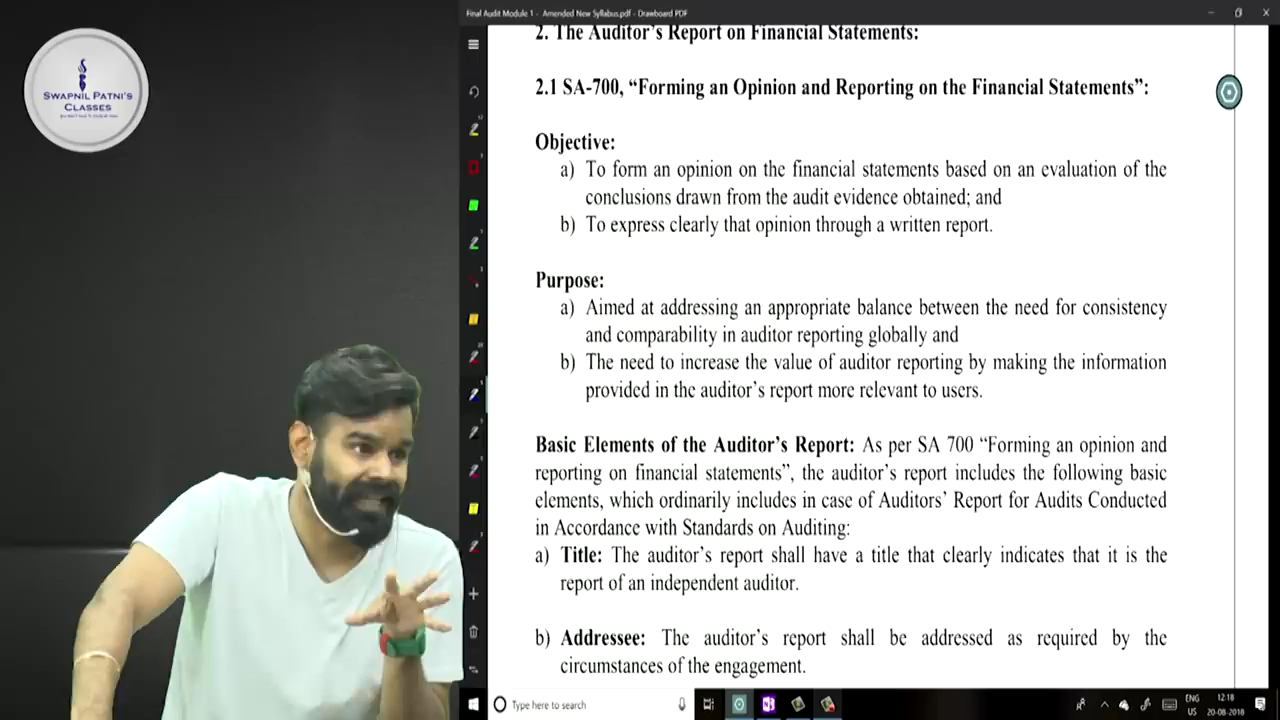 Final Audit Module 1 - Amended New Syllabus.pdf - Drawboard PDF
SWAPNIL PATNI'S
CLASSES
2. The Auditor's Report on Financial Statements:
2.1 SA-700, “Forming an Opinion and Reporting on the Financial Statements”:
Objective:
a) To form an opinion on the financial statements based on an evaluation of the
conclusions drawn from the audit evidence obtained; and
b) To express clearly that opinion through a written report.
Purpose:
a) Aimed at addressing an appropriate balance between the need for consistency
and comparability in auditor reporting globally and
b) The need to increase the value of auditor reporting by making the information
provided in the auditor's report more relevant to users.
Basic Elements of the Auditor's Report: As per SA 700 “Forming an opinion and
reporting on financial statements”, the auditor's report includes the following basic
elements, which ordinarily includes in case of Auditors' Report for Audits Conducted
in Accordance with Standards on Auditing:
a) Title: The auditor's report shall have a title that clearly indicates that it is the
report of an independent auditor.
b) Addressee: The auditor's report shall be addressed as required by the
circumstances of the engagement.
Type here to search
ENG
US
12:18
20-08-2018